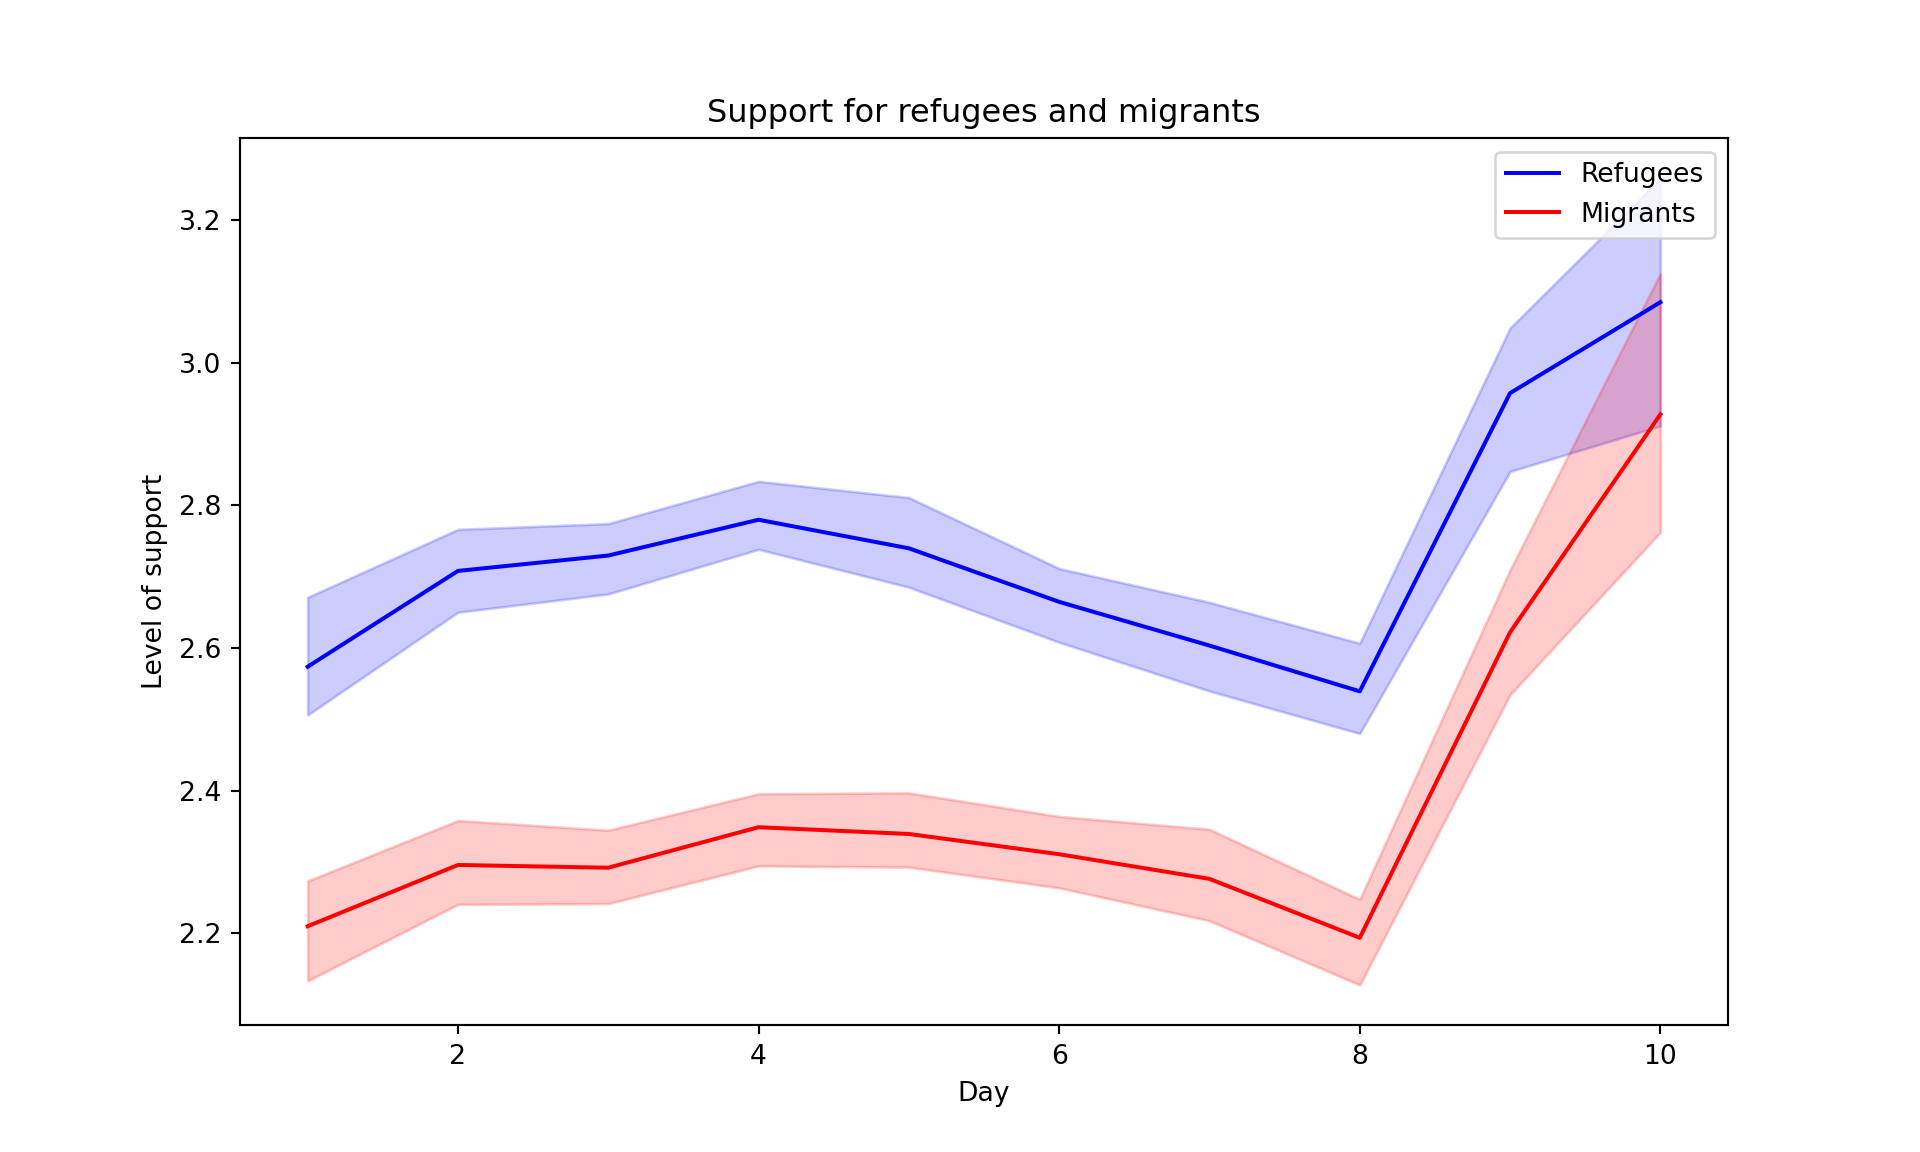 Support for refugees and migrants
Refugees
Migrants
3.2
3.0
2.8
2.6
2.4
2.2
Level of support
2
4
6
8
10
Day